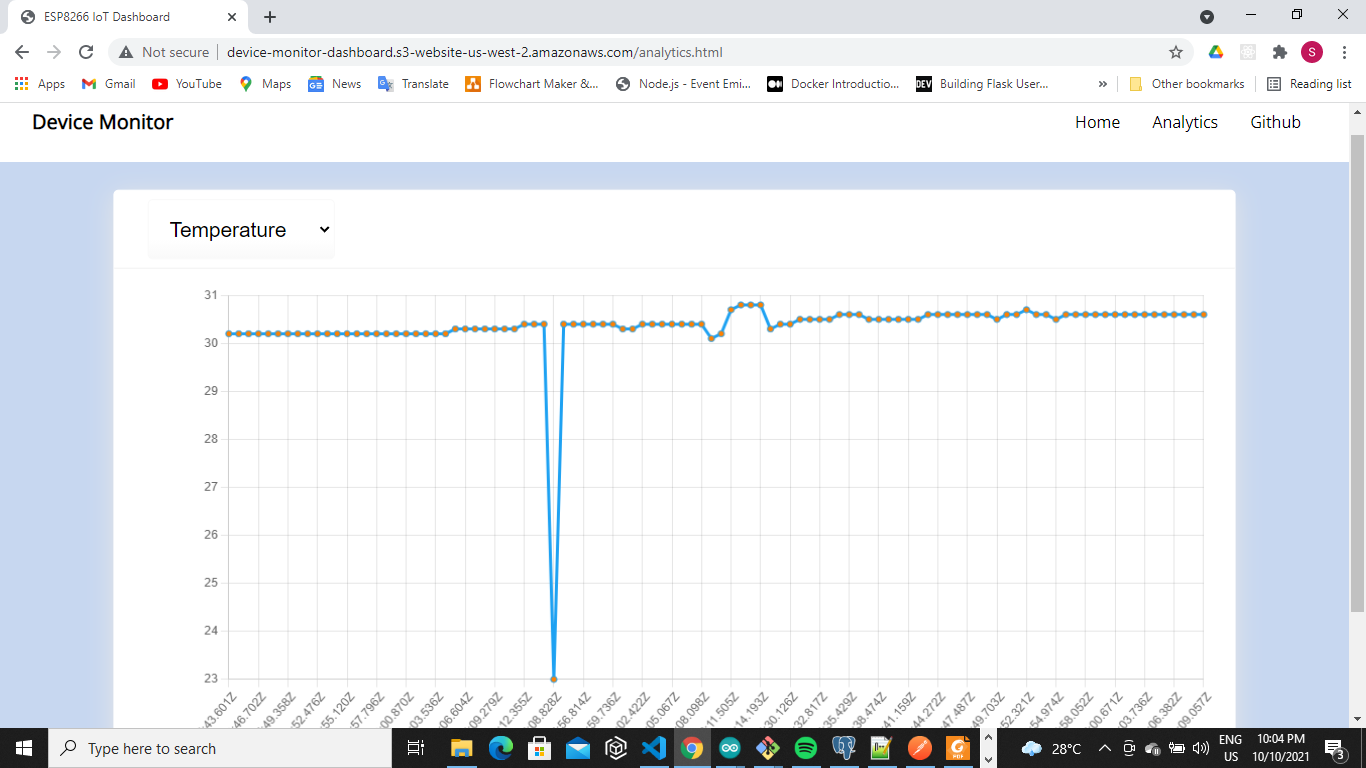 ESP8266 IoT Dashboard
Not secure device-monitor-dashboard.s3-website-us-west-2.amazonaws.com/analytics.html
S
Apps Gmail YouTube Maps News Translate Flowchart Maker &... Node.js - Event Emi... Docker Introductio... DEV Building Flask User... » Other bookmarks Reading list
Device Monitor Home Analytics Github
Temperature
31
30
29
28
27
26
25
24
23
43.601Z 46.702Z 49.358Z 52.476Z 55.120Z 57.796Z 00.870Z 03.536Z 06.604Z 09.279Z 12.355Z 08.828Z 56.814Z 59.736Z 02.422Z 05.067Z 08.098Z 11.505Z 14.193Z 30.126Z 32.817Z 35.429Z 38.474Z 41.159Z 44.272Z 47.487Z 49.703Z 52.321Z 54.974Z 58.052Z 00.671Z 03.736Z 06.382Z 09.057Z
Type here to search 28°C ENG 10:04 PM
US 10/10/2021 3